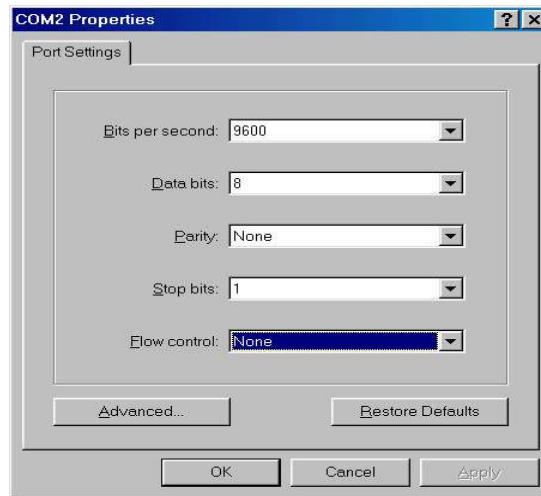 COM2 Properties ? ×
Port Settings
Bits per second: 9600
Data bits: 8
Parity: None
Stop bits: 1
Flow control: None
Advanced... Restore Defaults
OK Cancel Apply